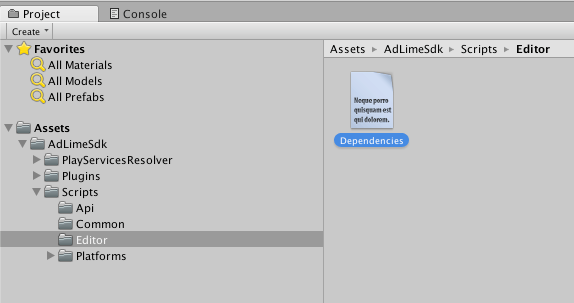 Project
Console
Create
Favorites
All Materials
All Models
All Prefabs
Assets
AdLimeSdk
PlayServicesResolver
Plugins
Scripts
Api
Common
Editor
Platforms
Assets AdLimeSdk Scripts Editor
Neque porro
quisquam est
qui dolorem.
Dependencies